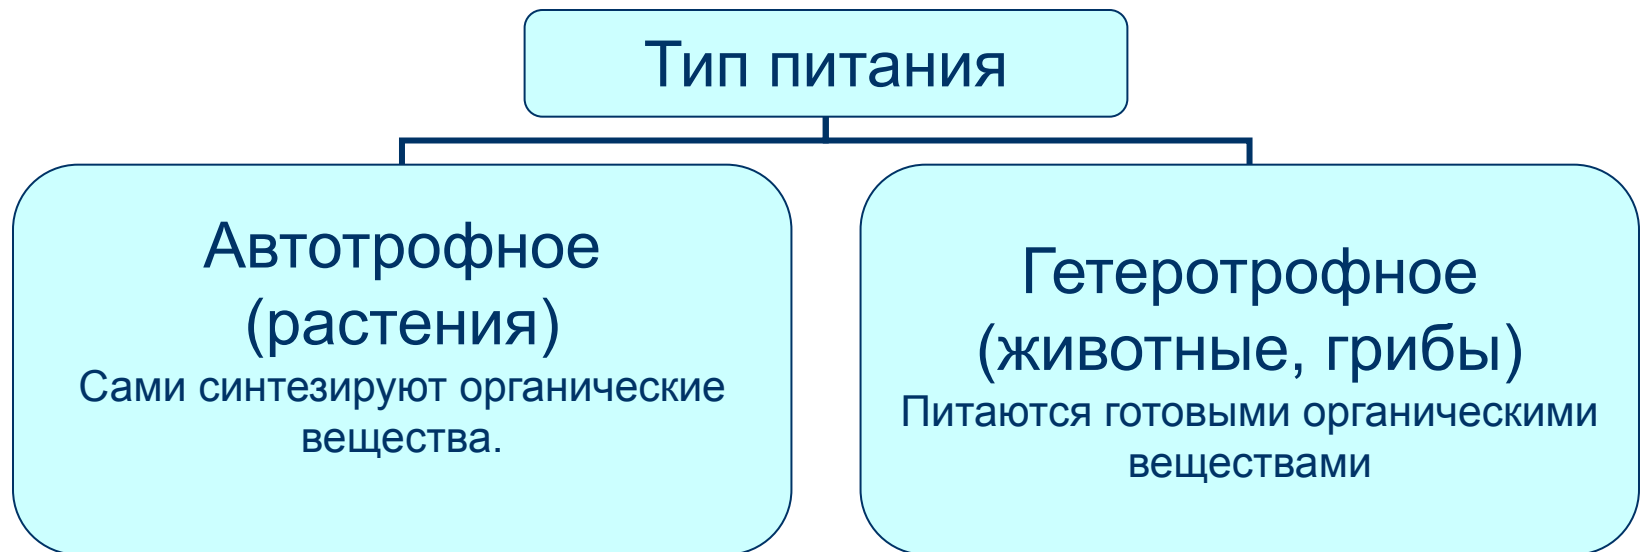 Тип питания
Автотрофное
(растения)
Сами синтезируют органические
вещества.
Гетеротрофное
(животные, грибы)
Питаются готовыми органическими
веществами